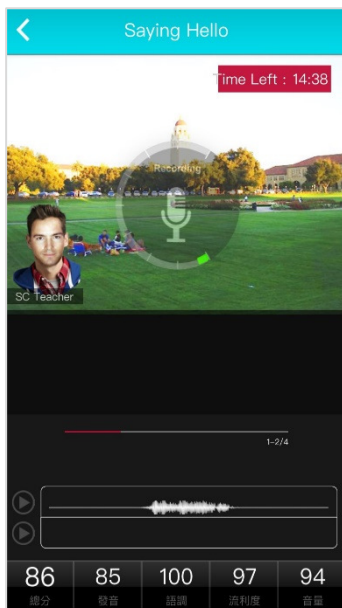 Saying Hello
Time Left : 14:38
Recording
SC Teacher
1-2/4
86 85 100 97 94
總分 發音 語調 流利度 音量